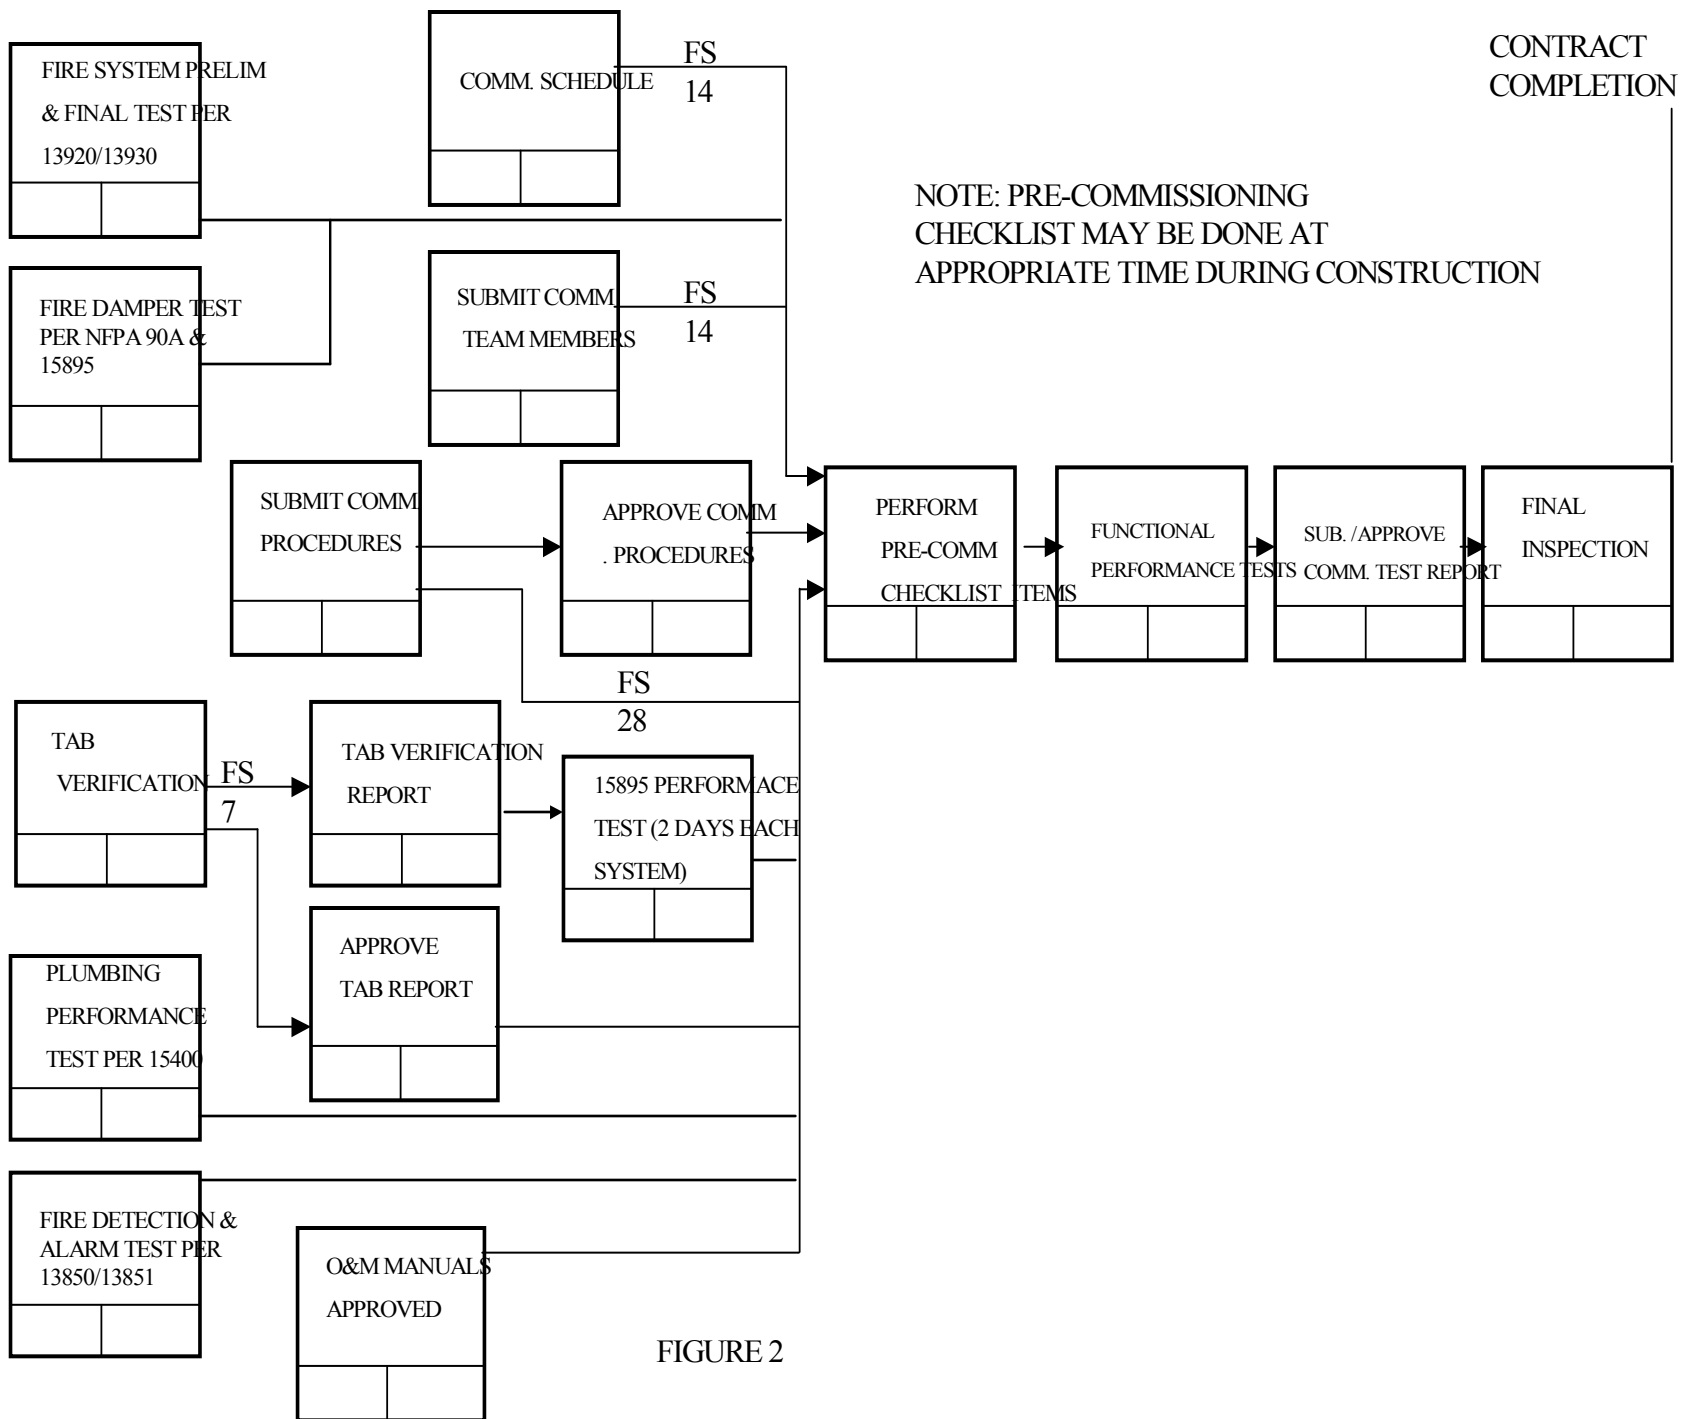 FIRE SYSTEM PRELIM
& FINAL TEST PER
13920/13930
COMM. SCHEDULE
FS
14
CONTRACT
COMPLETION
NOTE: PRE-COMMISSIONING
CHECKLIST MAY BE DONE AT
APPROPRIATE TIME DURING CONSTRUCTION
FIRE DAMPER TEST
PER NFPA 90A &
15895
SUBMIT COMM.
TEAM MEMBERS
FS
14
SUBMIT COMM.
PROCEDURES
APPROVE COMM
. PROCEDURES
PERFORM
PRE-COMM
CHECKLIST ITEMS
FUNCTIONAL
PERFORMANCE TESTS
SUB. /APPROVE
COMM. TEST REPORT
FINAL
INSPECTION
FS
28
TAB
VERIFICATION
FS
7
TAB VERIFICATION
REPORT
15895 PERFORMACE
TEST (2 DAYS EACH
SYSTEM)
APPROVE
TAB REPORT
PLUMBING
PERFORMANCE
TEST PER 15400
FIRE DETECTION &
ALARM TEST PER
13850/13851
O&M MANUALS
APPROVED
FIGURE 2